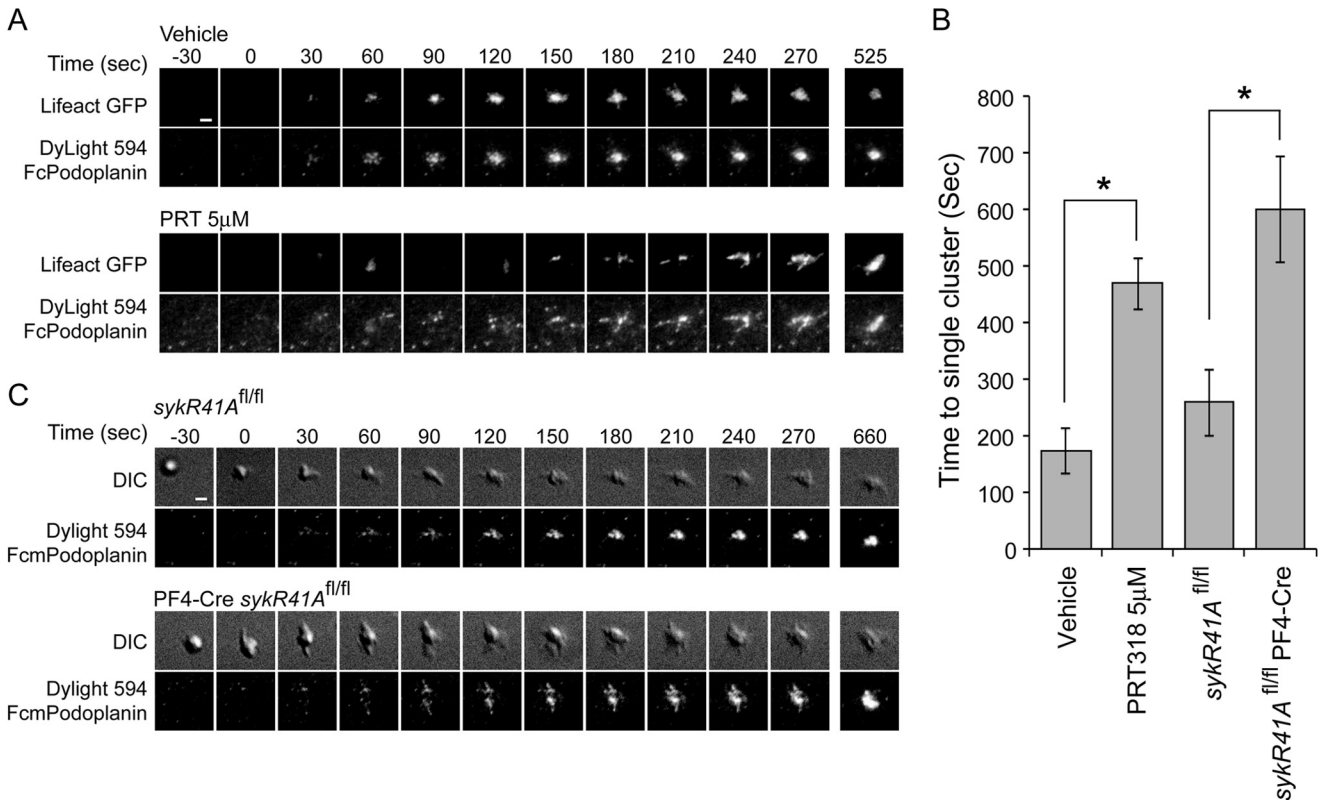 A
Vehicle
Time (sec) -30 0 30 60 90 120 150 180 210 240 270 525
Lifeact GFP
DyLight 594
FcPodoplanin
PRT 5μM
Lifeact GFP
DyLight 594
FcPodoplanin
C
sykR41A fl/fl
Time (sec) -30 0 30 60 90 120 150 180 210 240 270 660
DIC
Dylight 594
FcmPodoplanin
PF4-Cre sykR41A fl/fl
DIC
Dylight 594
FcmPodoplanin
B
Time to single cluster (Sec)
800
700
600
500
400
300
200
100
0
*
*
Vehicle
PRT318 5μM
sykR41A fl/fl
sykR41A fl/fl PF4-Cre